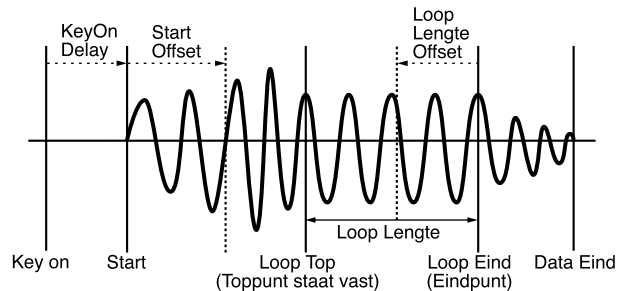 KeyOn
Delay
Start
Offset
Loop
Lengte
Offset
Loop Lengte
Key on
Start
Loop Top
(Toppunt staat vast)
Loop Eind
(Eindpunt)
Data Eind